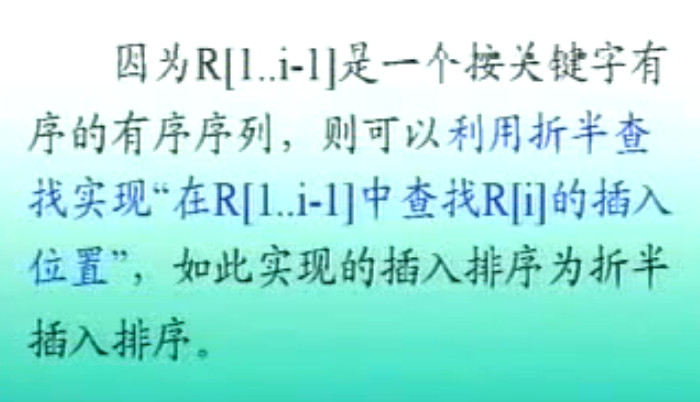 因为R[1..i-1]是一个按关键字有
序的有序序列，则可以利用折半查
找实现“在R[1..i-1]中查找R[i]的插入
位置”，如此实现的插入排序为折半
插入排序。